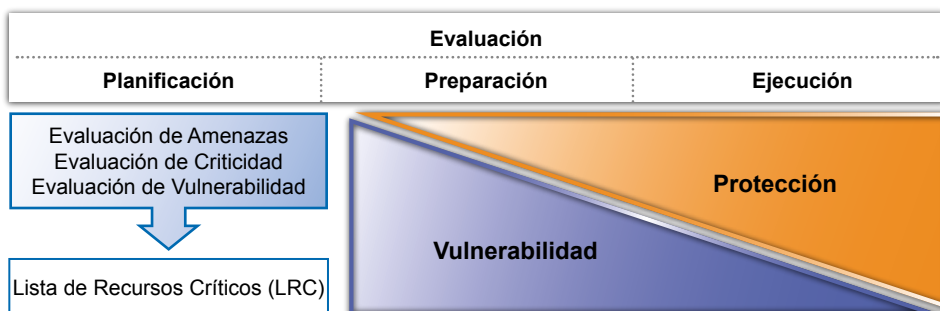 Evaluación
Planificación
Preparación
Ejecución
Evaluación de Amenazas
Evaluación de Criticidad
Evaluación de Vulnerabilidad
Lista de Recursos Críticos (LRC)
Protección
Vulnerabilidad